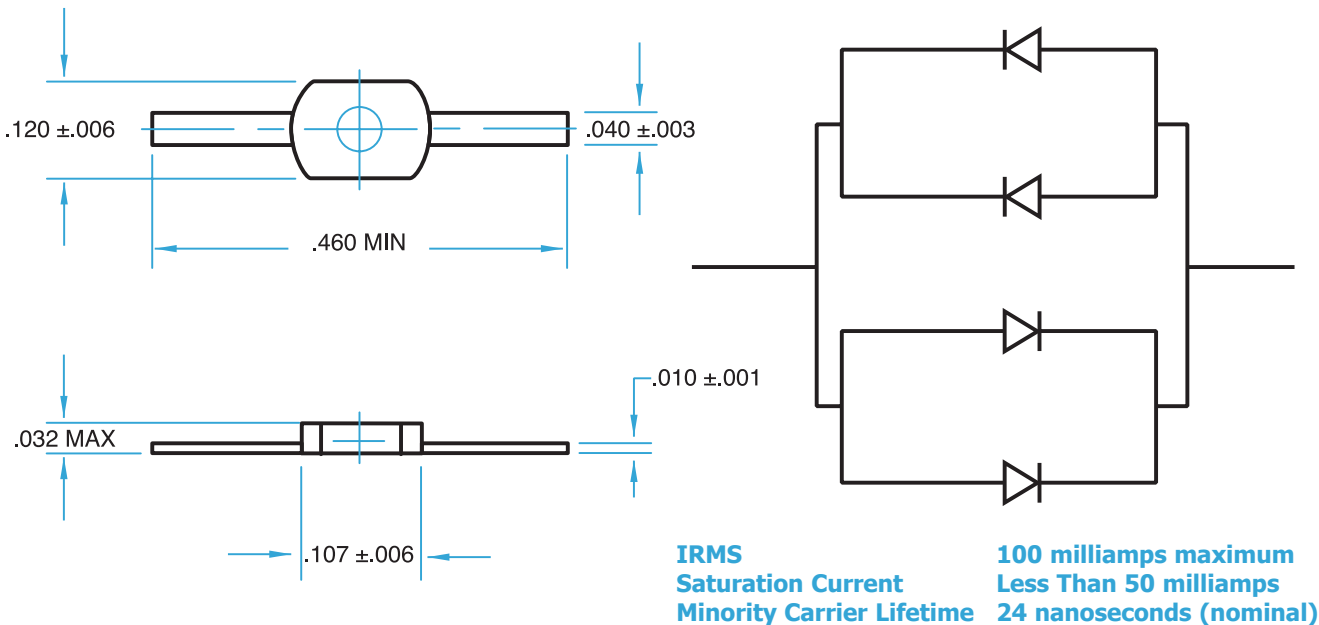 .120 ±.006
.040 ±.003
.460 MIN
.010 ±.001
.032 MAX
.107 ±.006
IRMS 100 milliamps maximum
Saturation Current Less Than 50 milliamps
Minority Carrier Lifetime 24 nanoseconds (nominal)